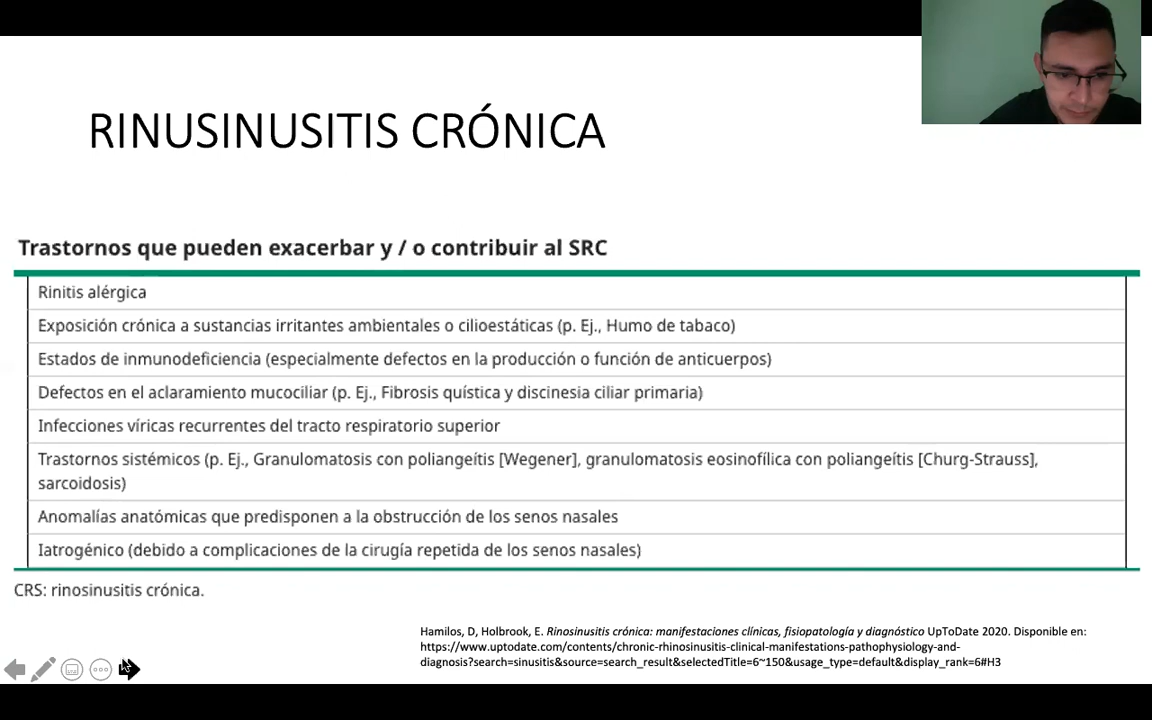 RINUSINUSITIS CRÓNICA
Trastornos que pueden exacerbar y / o contribuir al SRC
Rinitis alérgica
Exposición crónica a sustancias irritantes ambientales o cilioestáticas (p. Ej., Humo de tabaco)
Estados de inmunodeficiencia (especialmente defectos en la producción o función de anticuerpos)
Defectos en el aclaramiento mucociliar (p. Ej., Fibrosis quística y discinesia ciliar primaria)
Infecciones víricas recurrentes del tracto respiratorio superior
Trastornos sistémicos (p. Ej., Granulomatosis con poliangeítis [Wegener], granulomatosis eosinofílica con poliangeítis [Churg-Strauss],
sarcoidosis)
Anomalías anatómicas que predisponen a la obstrucción de los senos nasales
Iatrogénico (debido a complicaciones de la cirugía repetida de los senos nasales)
CRS: rinosinusitis crónica.
Hamilos, D, Holbrook, E. Rinosinusitis crónica: manifestaciones clínicas, fisiopatología y diagnóstico UpToDate 2020. Disponible en:
https://www.uptodate.com/contents/chronic-rhinosinusitis-clinical-manifestations-pathophysiology-and-
diagnosis?search=sinusitis&source=search_result&selectedTitle=6~150&usage_type=default&display_rank=6#H3